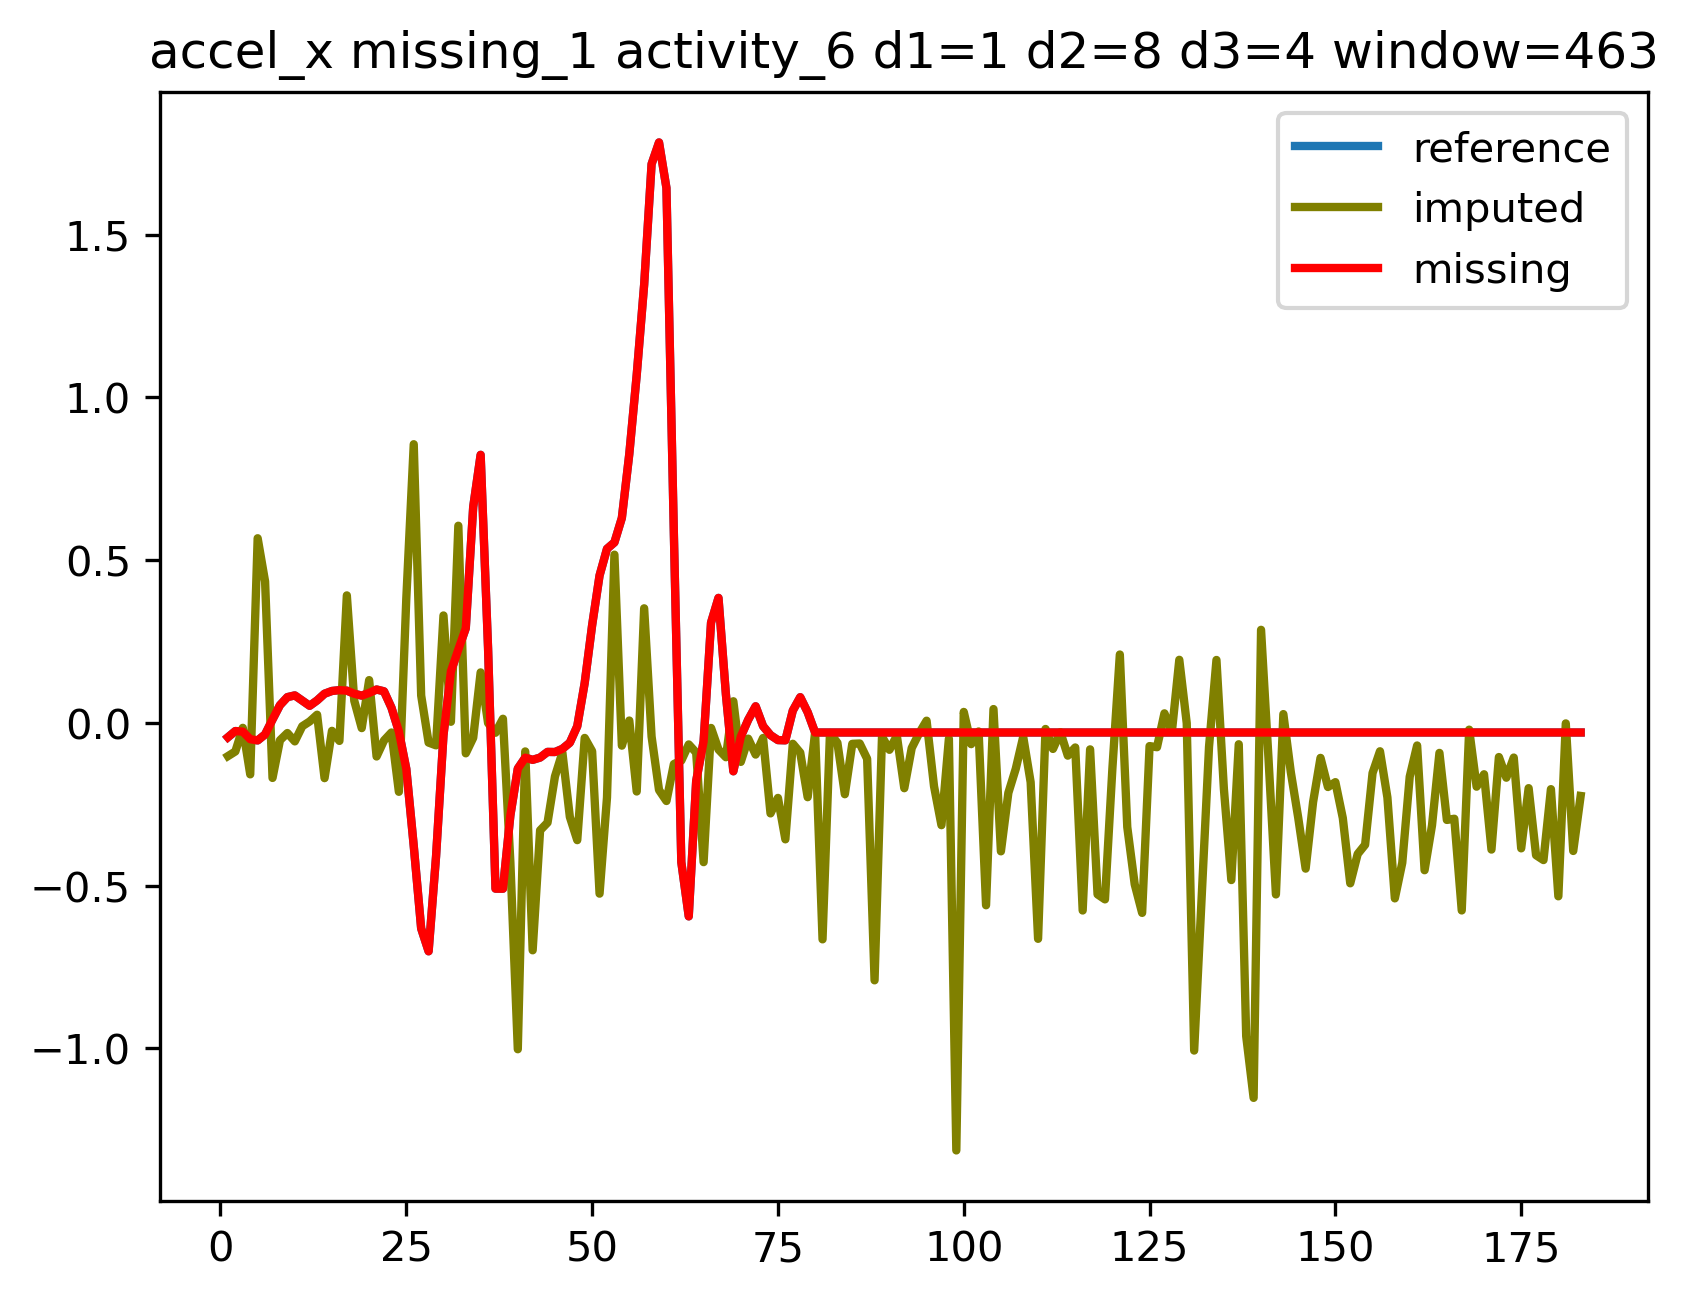 accel_x missing_1 activity_6 d1=1 d2=8 d3=4 window=463
reference
imputed
missing
1.5
1.0
0.5
0.0
−0.5
−1.0
0 25 50 75 100 125 150 175